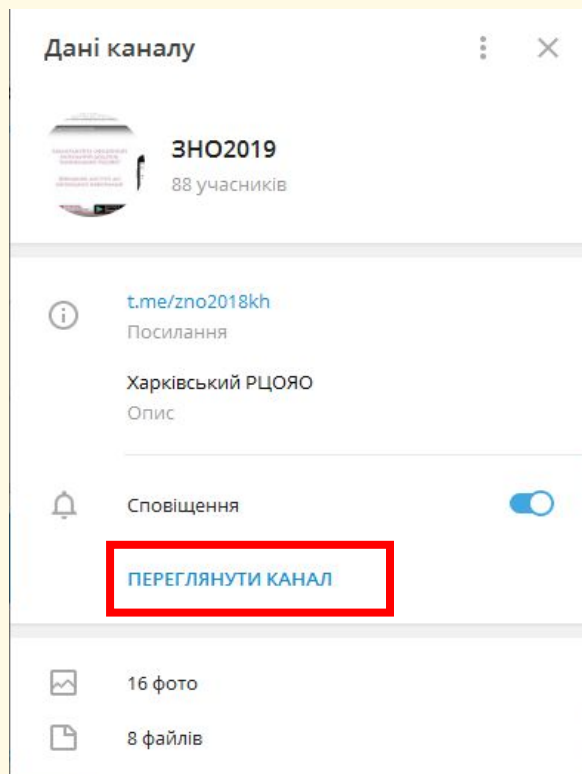 Дані каналу
ЗНО2019
88 учасників
t.me/zno2018kh
Посилання
Харківський РЦОЯО
Опис
Сповіщення
ПЕРЕГЛЯНУТИ КАНАЛ
16 фото
8 файлів